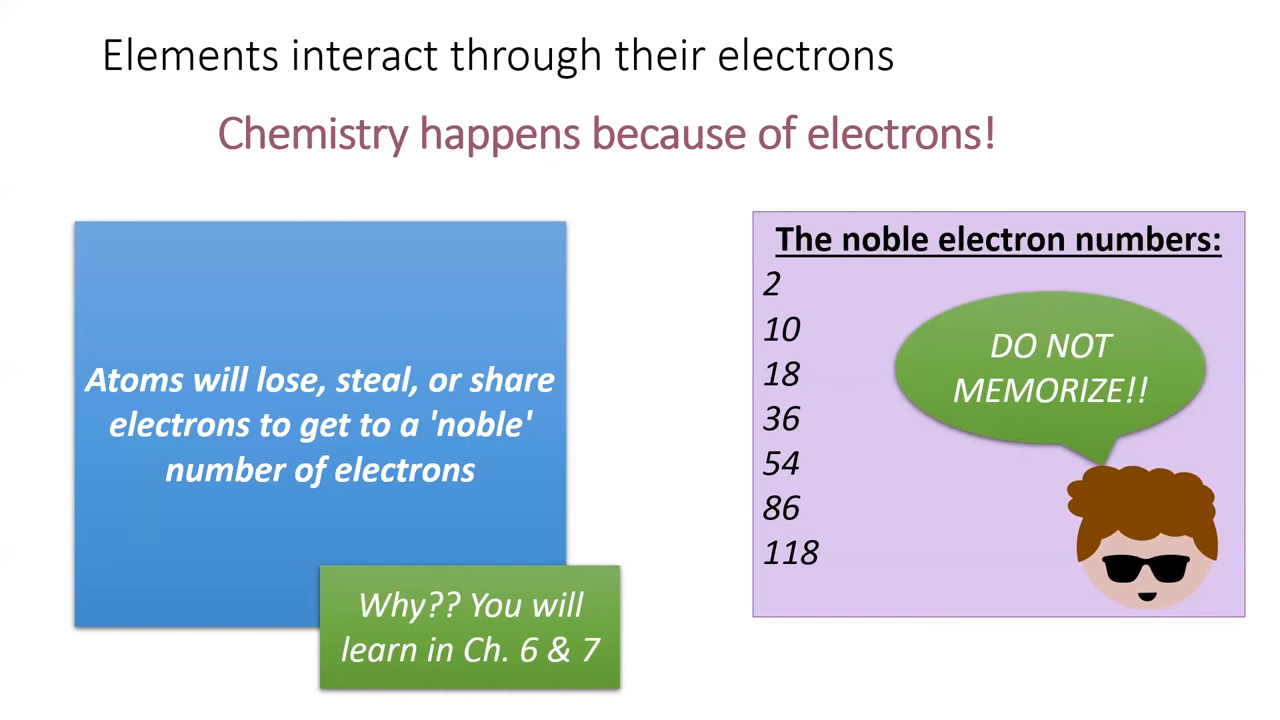 Elements interact through their electrons
Chemistry happens because of electrons!
Atoms will lose, steal, or share
electrons to get to a 'noble'
number of electrons
Why?? You will
learn in Ch. 6 & 7
The noble electron numbers:
2
10
18
36
54
86
118
DO NOT
MEMORIZE!!